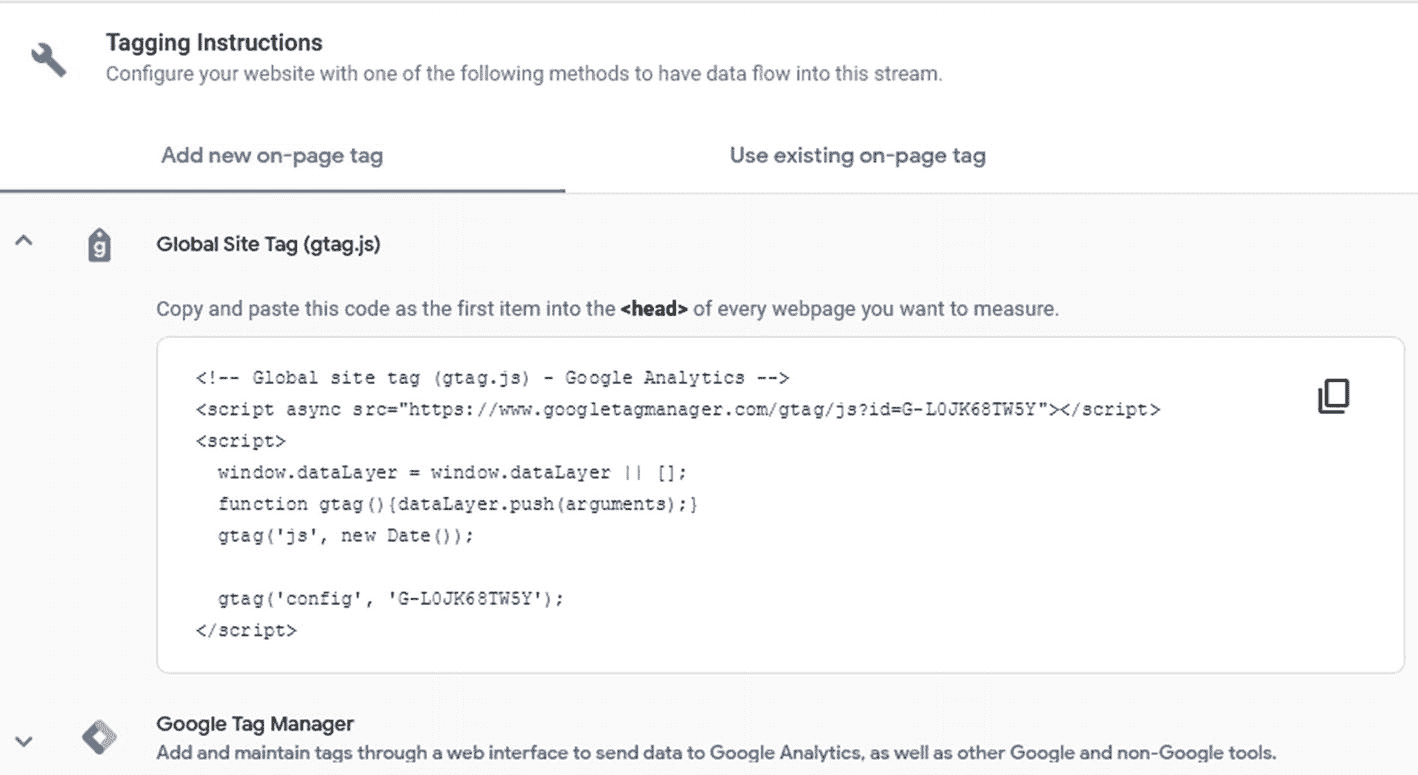 Tagging Instructions
Configure your website with one of the following methods to have data flow into this stream.
Add new on-page tag
Use existing on-page tag
g
Global Site Tag (gtag.js)
Copy and paste this code as the first item into the <head> of every webpage you want to measure.
<!-- Global site tag (gtag.js) - Google Analytics -->
<script async src="https://www.googletagmanager.com/gtag/js?id=G-L0JK68TW5Y"></script>
<script>
  window.dataLayer = window.dataLayer || [];
  function gtag(){dataLayer.push(arguments);}
  gtag('js', new Date());

  gtag('config', 'G-L0JK68TW5Y');
</script>
Google Tag Manager
Add and maintain tags through a web interface to send data to Google Analytics, as well as other Google and non-Google tools.